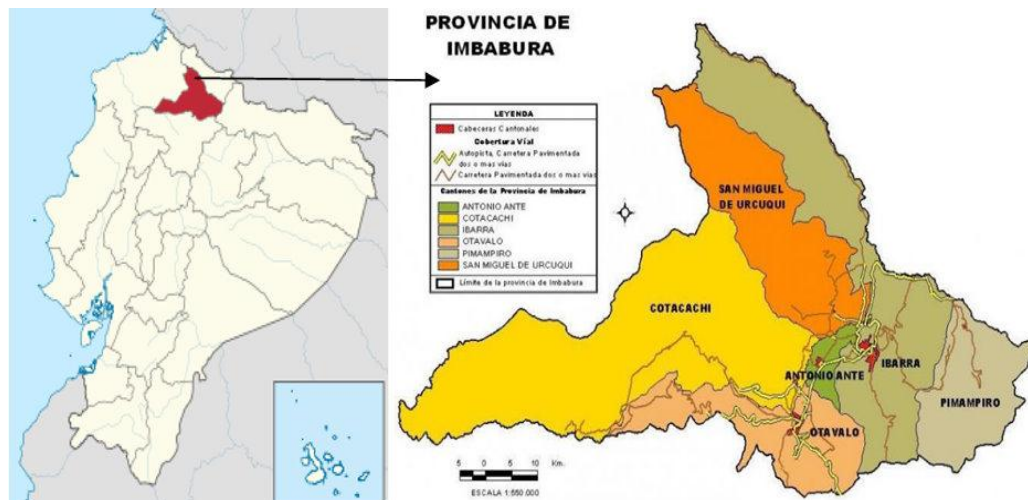 PROVINCIA DE
IMBABURA
LEYENDA
Cabeceras Cantonales
Cobertura Vial
Autopista, Carretera Pavimentada
dos o mas vias
Carretera Pavimentada dos o mas vias
Cantones de la Provincia de Imbabura
ANTONIO ANTE
COTACACHI
IBARRA
OTAVALO
PIMAMPIRO
SAN MIGUEL DE URCUQUI
Límite de la provincia de Imbabura
SAN MIGUEL
DE URCUQUI
COTACACHI
ANTONIO ANTE
IBARRA
PIMAMPIRO
OTAVALO
5 0 5 10 Km.
ESCALA 1:550.000